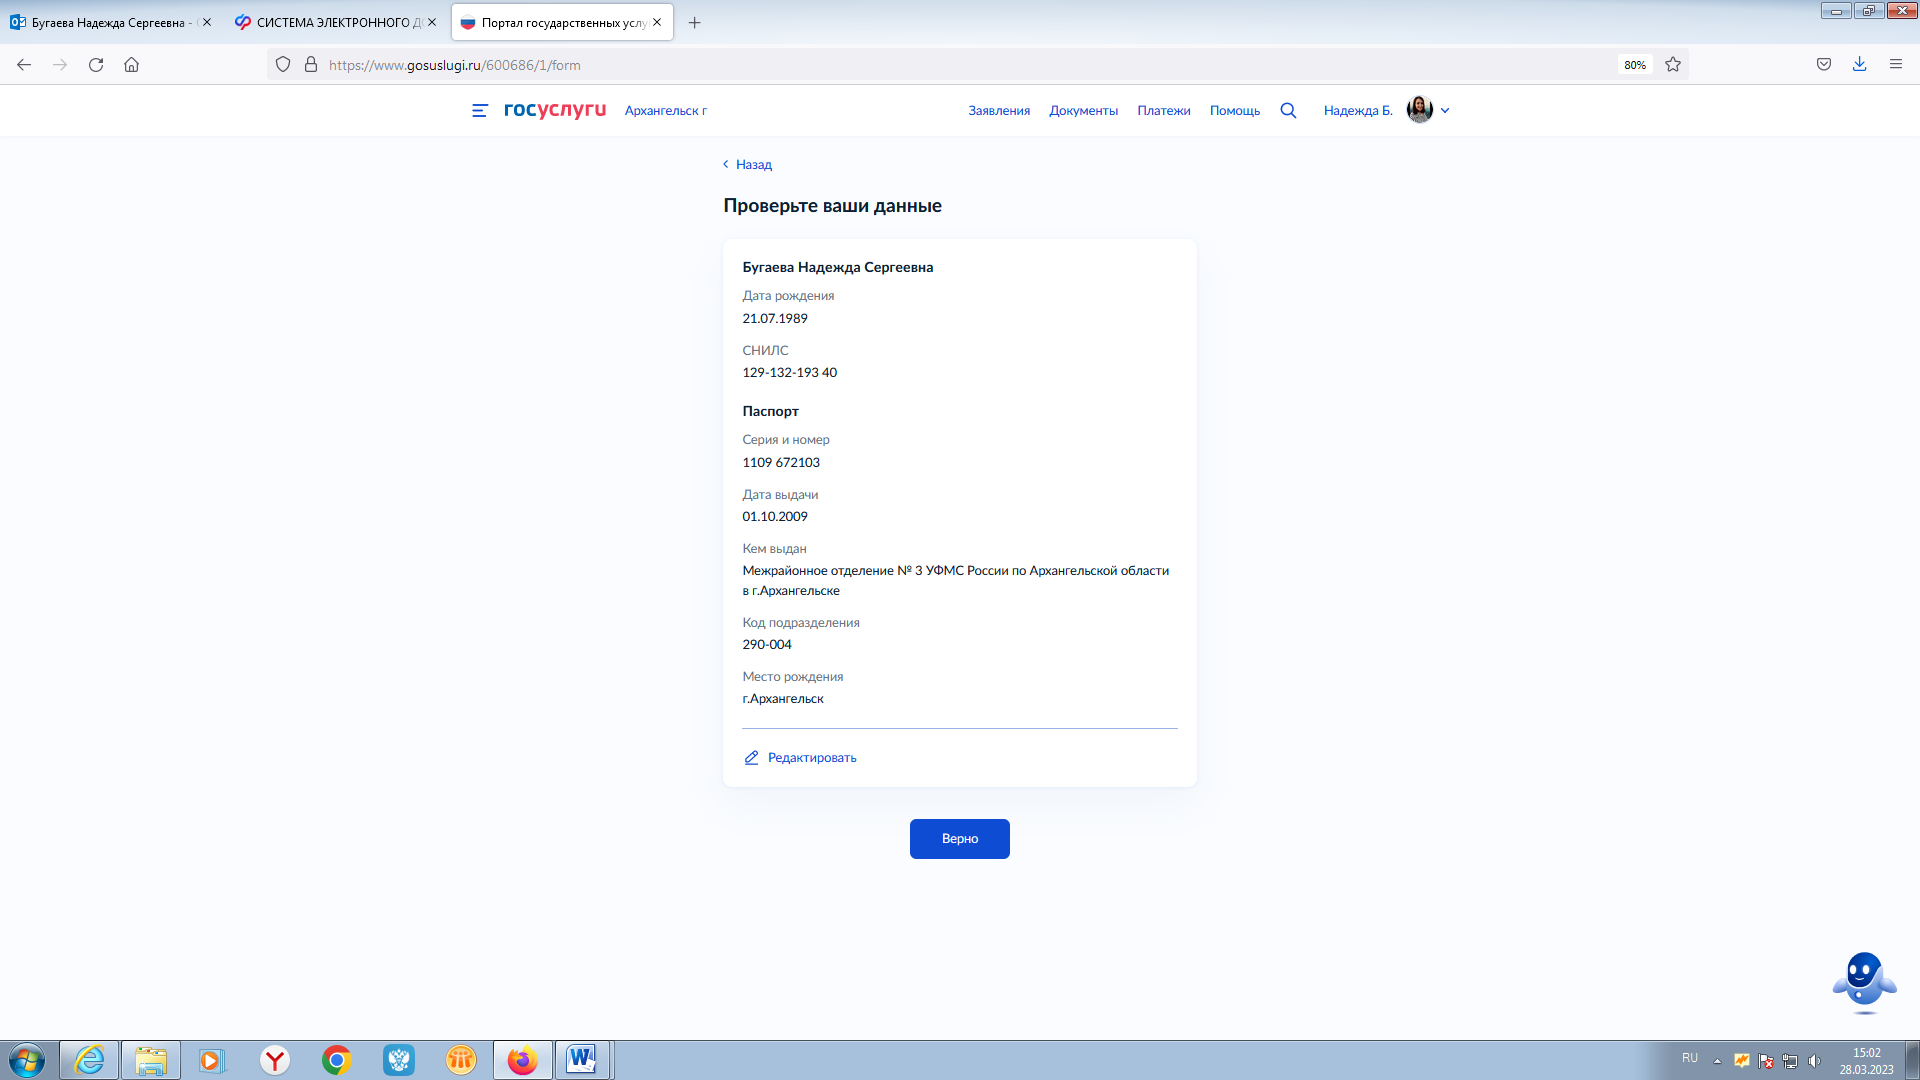 Бугаева Надежда Сергеевна -
СИСТЕМА ЭЛЕКТРОННОГО Д
Портал государственных услу
https://www.gosuslugi.ru/600686/1/form
80%
госуслуги
Архангельск г
Заявления
Документы
Платежи
Помощь
Надежда Б.
Назад
Проверьте ваши данные
Бугаева Надежда Сергеевна
Дата рождения
21.07.1989
СНИЛС
129-132-193 40
Паспорт
Серия и номер
1109 672103
Дата выдачи
01.10.2009
Кем выдан
Межрайонное отделение № 3 УФМС России по Архангельской области
в г.Архангельске
Код подразделения
290-004
Место рождения
г.Архангельск
Редактировать
Верно
RU
15:02
28.03.2023